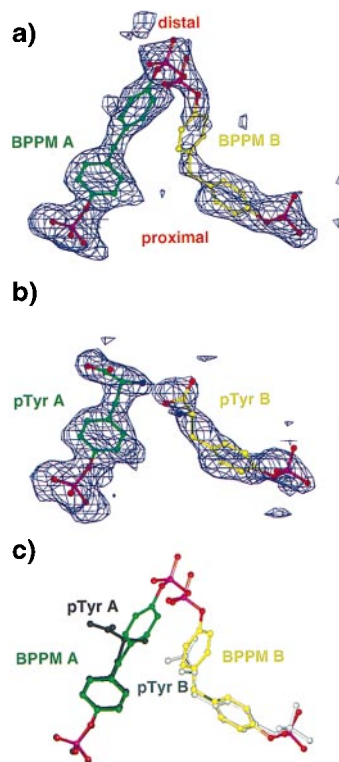 a)
distal
BPPM A
BPPM B
proximal
b)
pTyr A
pTyr B
c)
pTyr A
BPPM A
BPPM B
pTyr B